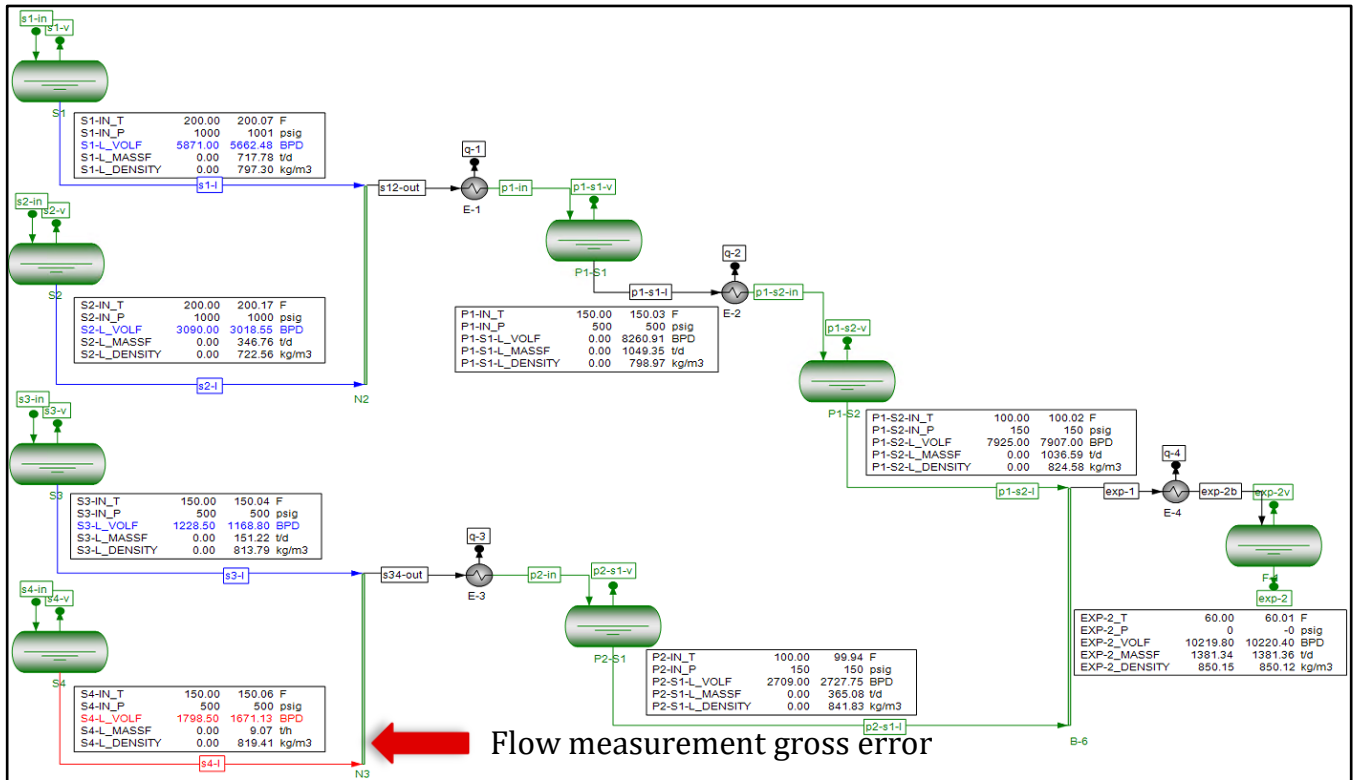 s1-in
s1-v
S1
S1-IN_T 200.00 200.07 F
S1-IN_P 1000 1001 psig
S1-L_VOLF 5871.00 5662.48 BPD
S1-L_MASSF 0.00 717.78 t/d
S1-L_DENSITY 0.00 797.30 kg/m3
s1-l
s2-in
s2-v
S2
S2-IN_T 200.00 200.17 F
S2-IN_P 1000 1000 psig
S2-L_VOLF 3090.00 3018.55 BPD
S2-L_MASSF 0.00 346.76 t/d
S2-L_DENSITY 0.00 722.56 kg/m3
s2-l
N2
s12-out
q-1
E-1
p1-in
p1-s1-v
P1-S1
p1-s1-l
P1-IN_T 150.00 150.03 F
P1-IN_P 500 500 psig
P1-S1-L_VOLF 0.00 8260.91 BPD
P1-S1-L_MASSF 0.00 1049.35 t/d
P1-S1-L_DENSITY 0.00 798.97 kg/m3
q-2
E-2
p1-s2-in
p1-s2-v
P1-S2
P1-S2-IN_T 100.00 100.02 F
P1-S2-IN_P 150 150 psig
P1-S2-L_VOLF 7925.00 7907.00 BPD
P1-S2-L_MASSF 0.00 1036.59 t/d
P1-S2-L_DENSITY 0.00 824.58 kg/m3
p1-s2-l
s3-in
s3-v
S3
S3-IN_T 150.00 150.04 F
S3-IN_P 500 500 psig
S3-L_VOLF 1228.50 1168.80 BPD
S3-L_MASSF 0.00 151.22 t/d
S3-L_DENSITY 0.00 813.79 kg/m3
s3-l
s4-in
s4-v
S4
S4-IN_T 150.00 150.06 F
S4-IN_P 500 500 psig
S4-L_VOLF 1798.50 1671.13 BPD
S4-L_MASSF 0.00 9.07 t/h
S4-L_DENSITY 0.00 819.41 kg/m3
s4-l
N3
s34-out
q-3
E-3
p2-in
p2-s1-v
P2-S1
P2-IN_T 100.00 99.94 F
P2-IN_P 150 150 psig
P2-S1-L_VOLF 2709.00 2727.75 BPD
P2-S1-L_MASSF 0.00 365.08 t/d
P2-S1-L_DENSITY 0.00 841.83 kg/m3
p2-s1-l
B-6
exp-1
q-4
E-4
exp-2b
exp-2v
exp-2
EXP-2_T 60.00 60.01 F
EXP-2_P 0 -0 psig
EXP-2_VOLF 10219.80 10220.40 BPD
EXP-2_MASSF 1381.34 1381.36 t/d
EXP-2_DENSITY 850.15 850.12 kg/m3
Flow measurement gross error